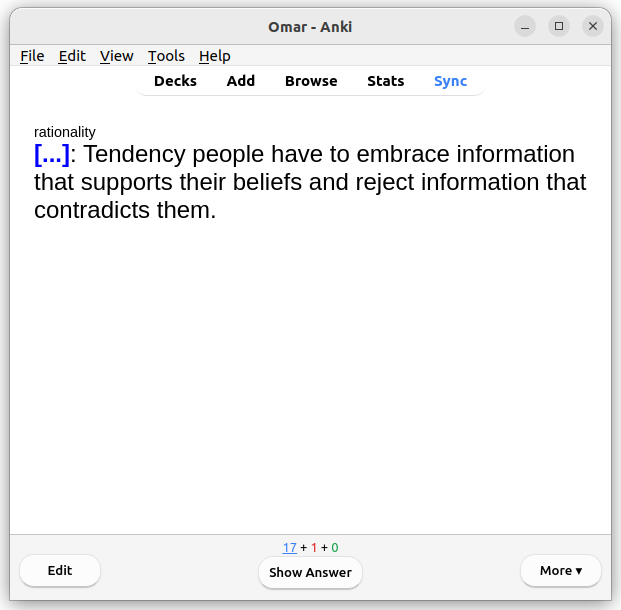 Omar - Anki
File Edit View Tools Help
Decks Add Browse Stats Sync
rationality
[...]: Tendency people have to embrace information
that supports their beliefs and reject information that
contradicts them.
17 + 1 + 0
Edit Show Answer More ▾